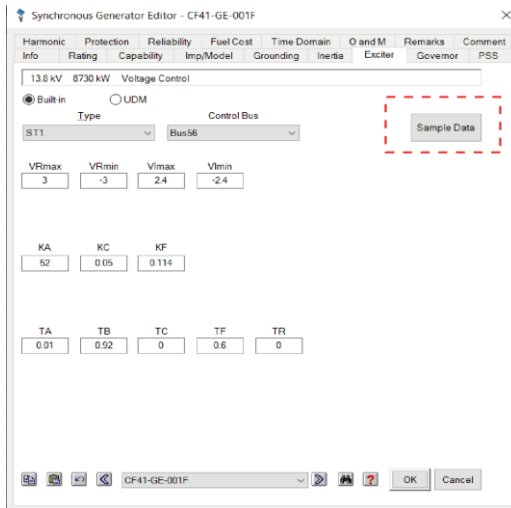 Synchronous Generator Editor - CF41-GE-001F
Harmonic Protection Reliability Fuel Cost Time Domain O and M Remarks Comment
Info Rating Capability Imp/Model Grounding Inertia Exciter Governor PSS
13.8 kV 8730 kW Voltage Control
Built-in UDM
Type Control Bus
ST1 Bus56 Sample Data
VRmax VRmin VImax VImin
3 -3 2.4 -2.4
KA KC KF
52 0.05 0.114
TA TB TC TF TR
0.01 0.92 0 0.6 0
CF41-GE-001F ? OK Cancel